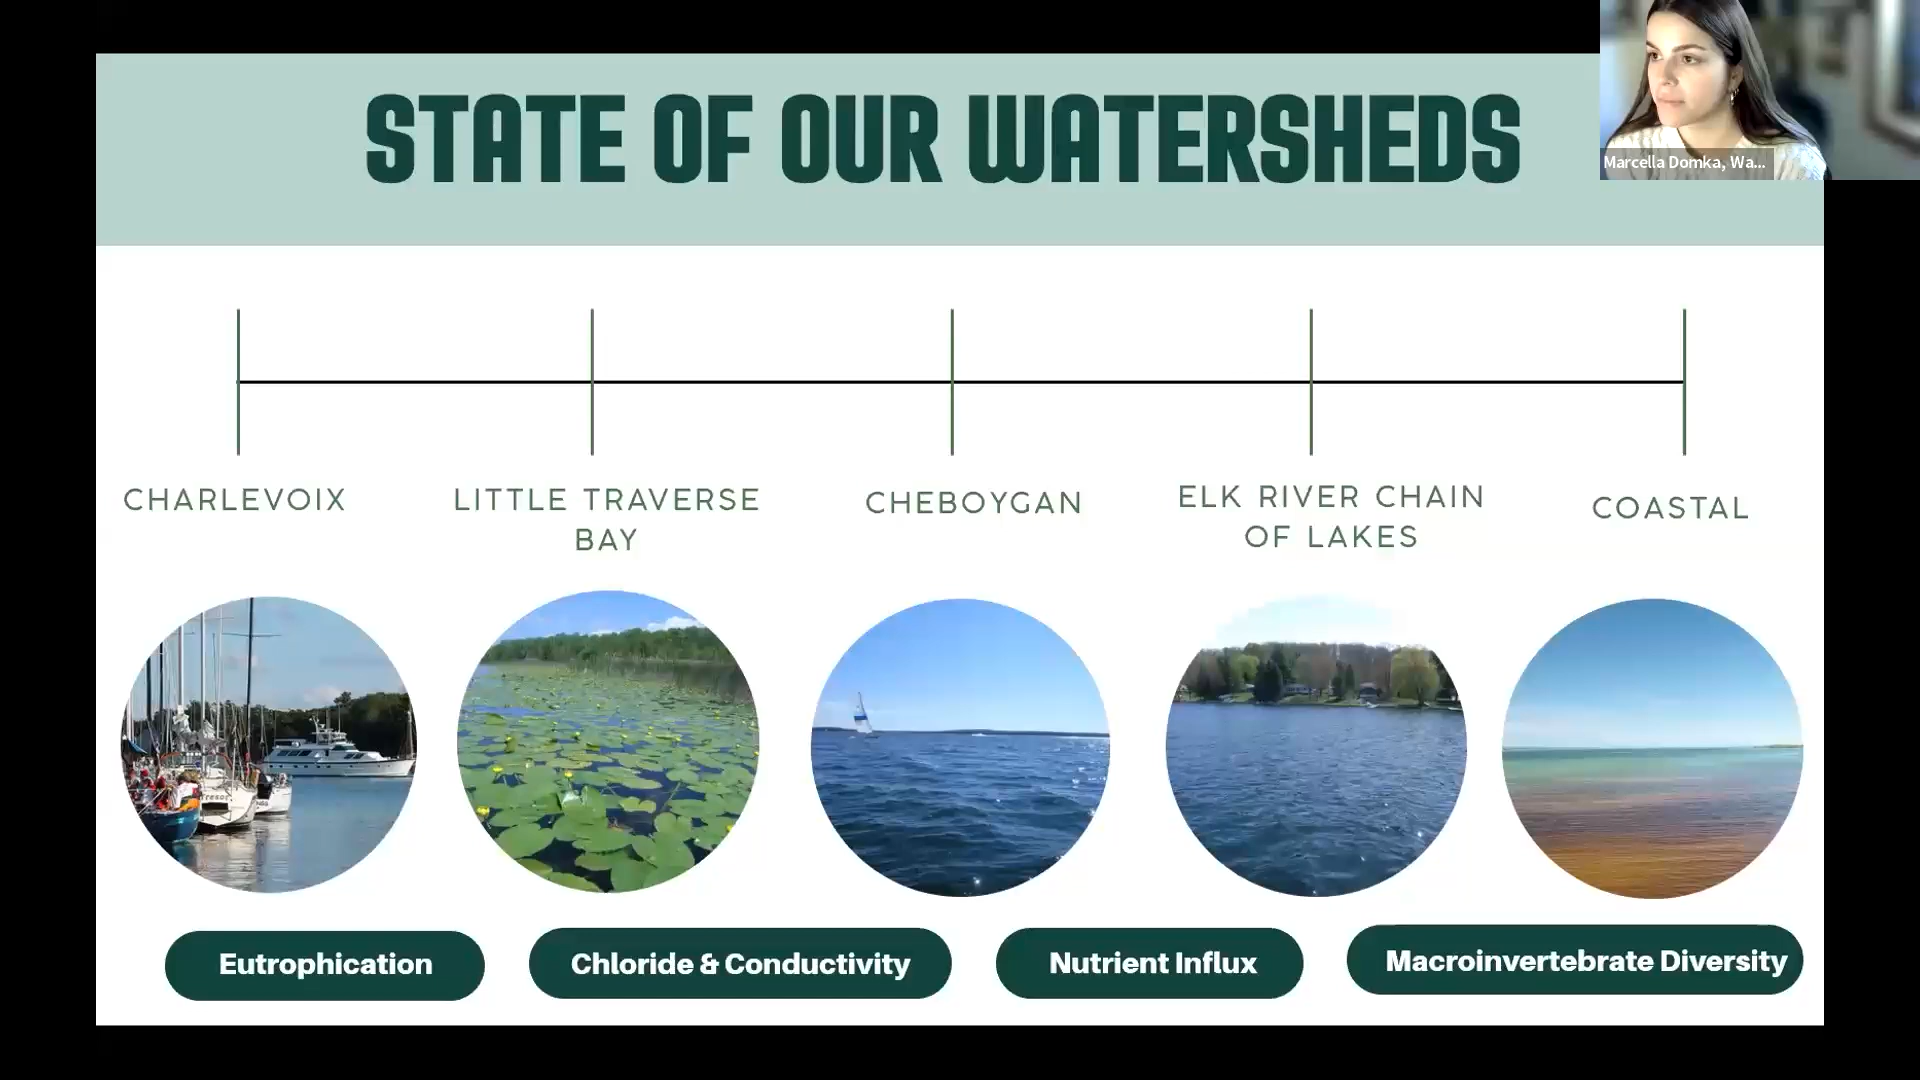 STATE OF OUR WATERSHEDS
Marcella Domka, Wa...
CHARLEVOIX
LITTLE TRAVERSE
BAY
CHEBOYGAN
ELK RIVER CHAIN
OF LAKES
COASTAL
Eutrophication
Chloride & Conductivity
Nutrient Influx
Macroinvertebrate Diversity